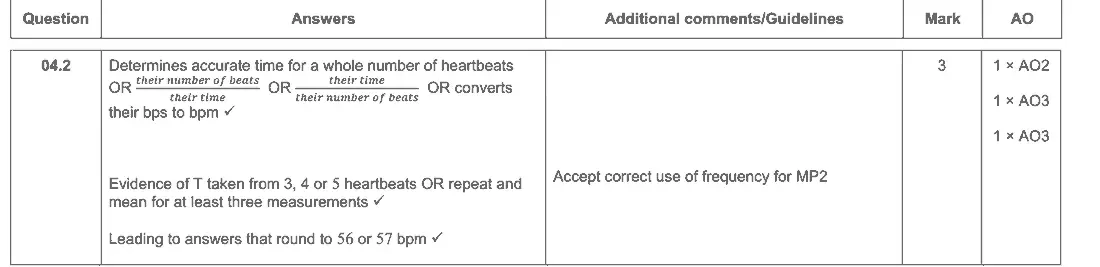 Question Answers Additional comments/Guidelines Mark AO
04.2 Determines accurate time for a whole number of heartbeats 3 1 × AO2
OR their number of beats / their time OR their time / their number of beats OR converts
1 × AO3
their bps to bpm ✓
1 × AO3
Accept correct use of frequency for MP2
Evidence of T taken from 3, 4 or 5 heartbeats OR repeat and
mean for at least three measurements ✓
Leading to answers that round to 56 or 57 bpm ✓